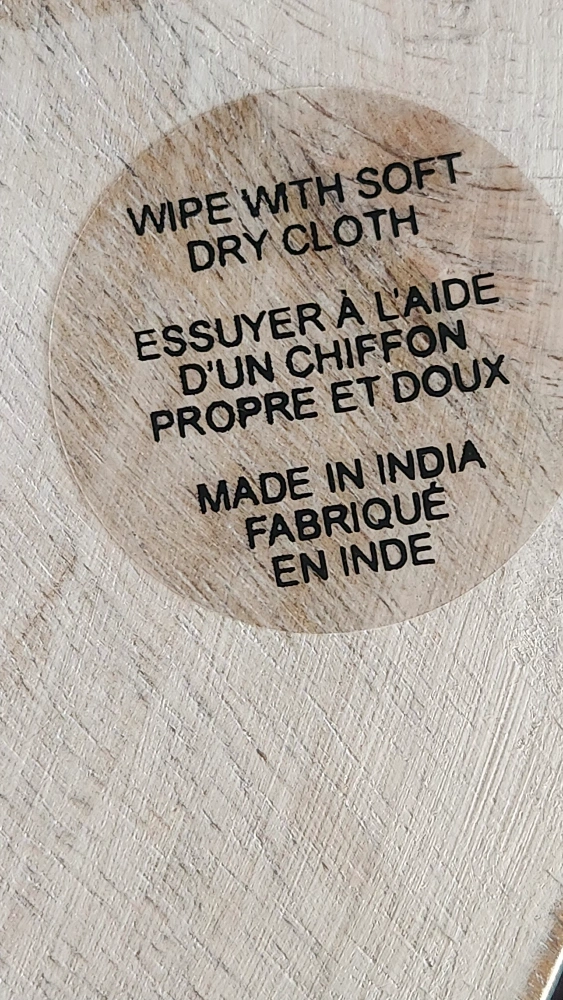 WIPE WITH SOFT
DRY CLOTH
ESSUYER À L'AIDE
D'UN CHIFFON
PROPRE ET DOUX
MADE IN INDIA
FABRIQUÉ
EN INDE